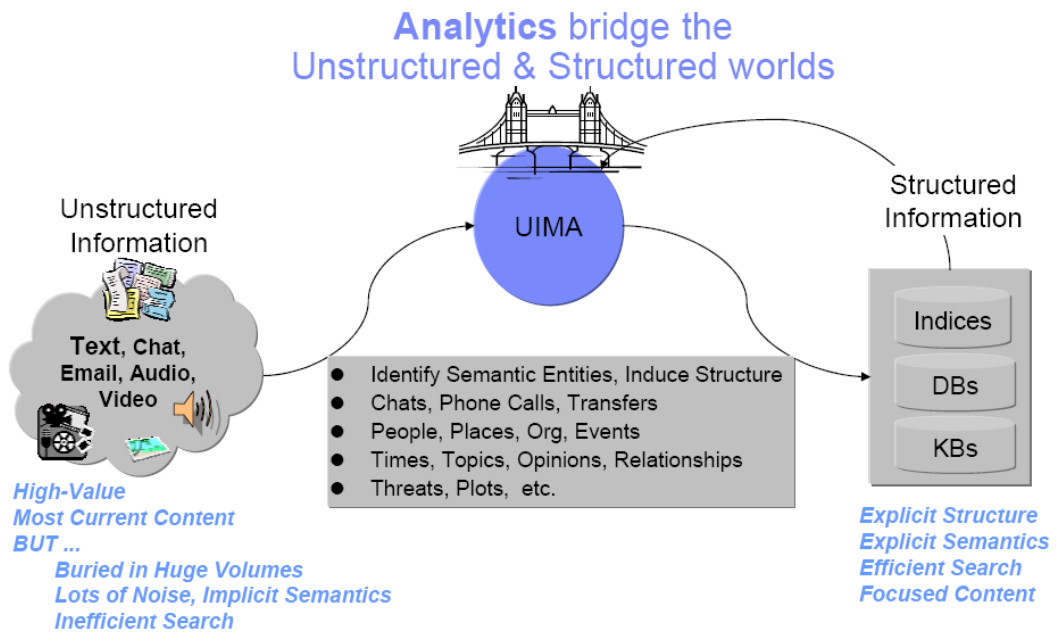 Analytics bridge the
Unstructured & Structured worlds
Unstructured
Information
Text, Chat,
Email, Audio,
Video
High-Value
Most Current Content
BUT ...
Buried in Huge Volumes
Lots of Noise, Implicit Semantics
Inefficient Search
UIMA
● Identify Semantic Entities, Induce Structure
● Chats, Phone Calls, Transfers
● People, Places, Org, Events
● Times, Topics, Opinions, Relationships
● Threats, Plots, etc.
Structured
Information
Indices
DBs
KBs
Explicit Structure
Explicit Semantics
Efficient Search
Focused Content